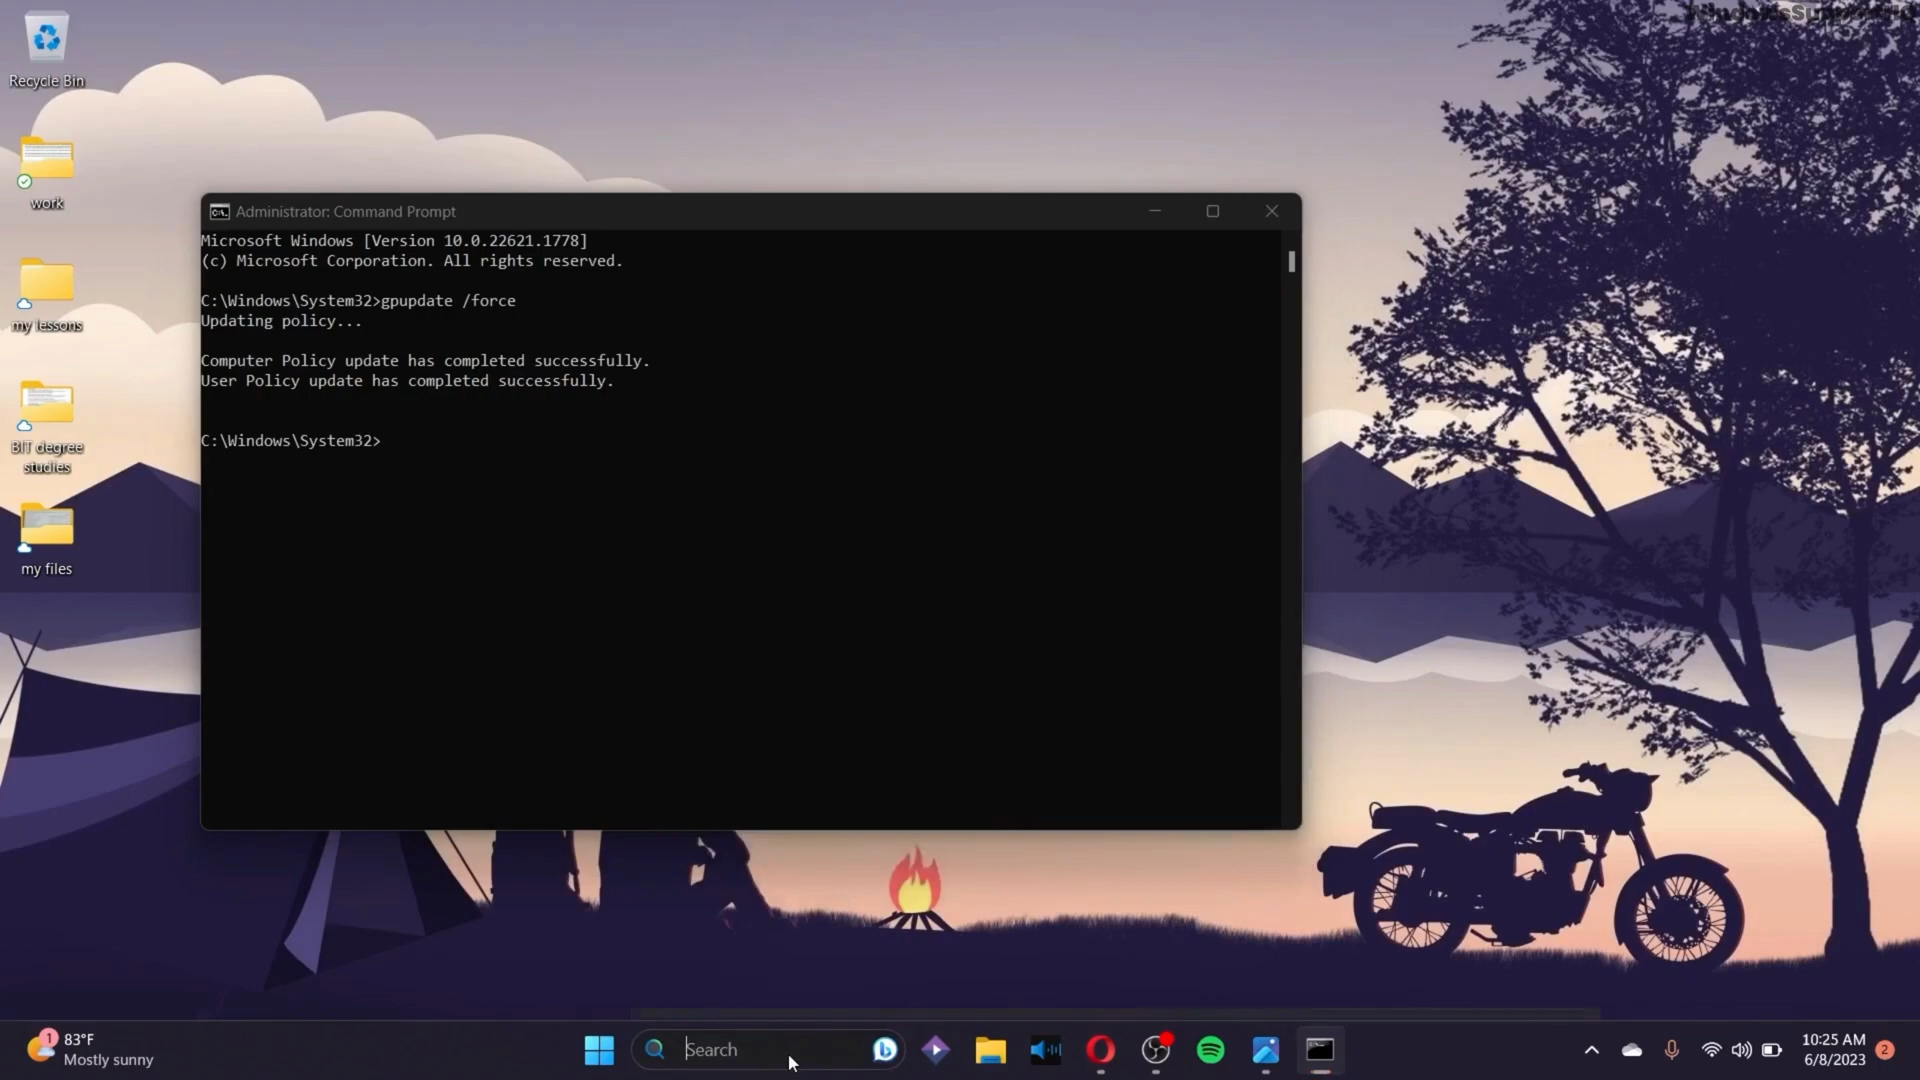 Recycle Bin
work
my lessons
BIT degree
studies
my files
Administrator: Command Prompt
Microsoft Windows [Version 10.0.22621.1778]
(c) Microsoft Corporation. All rights reserved.
C:\Windows\System32>gpupdate /force
Updating policy...
Computer Policy update has completed successfully.
User Policy update has completed successfully.
C:\Windows\System32>
1
83°F
Mostly sunny
Search
10:25 AM
6/8/2023
2